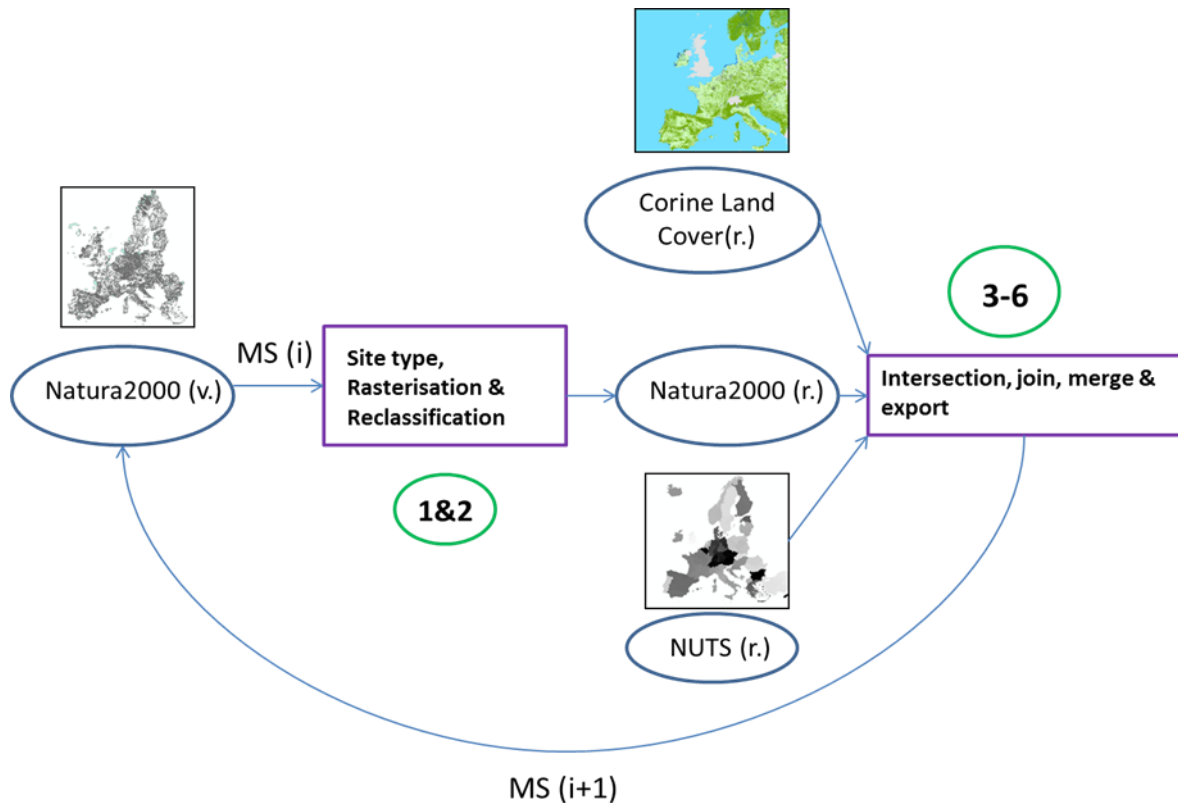 Corine Land
Cover(r.)
3-6
MS (i)
Natura2000 (v.)
Site type,
Rasterisation &
Reclassification
Natura2000 (r.)
Intersection, join, merge &
export
1&2
NUTS (r.)
MS (i+1)